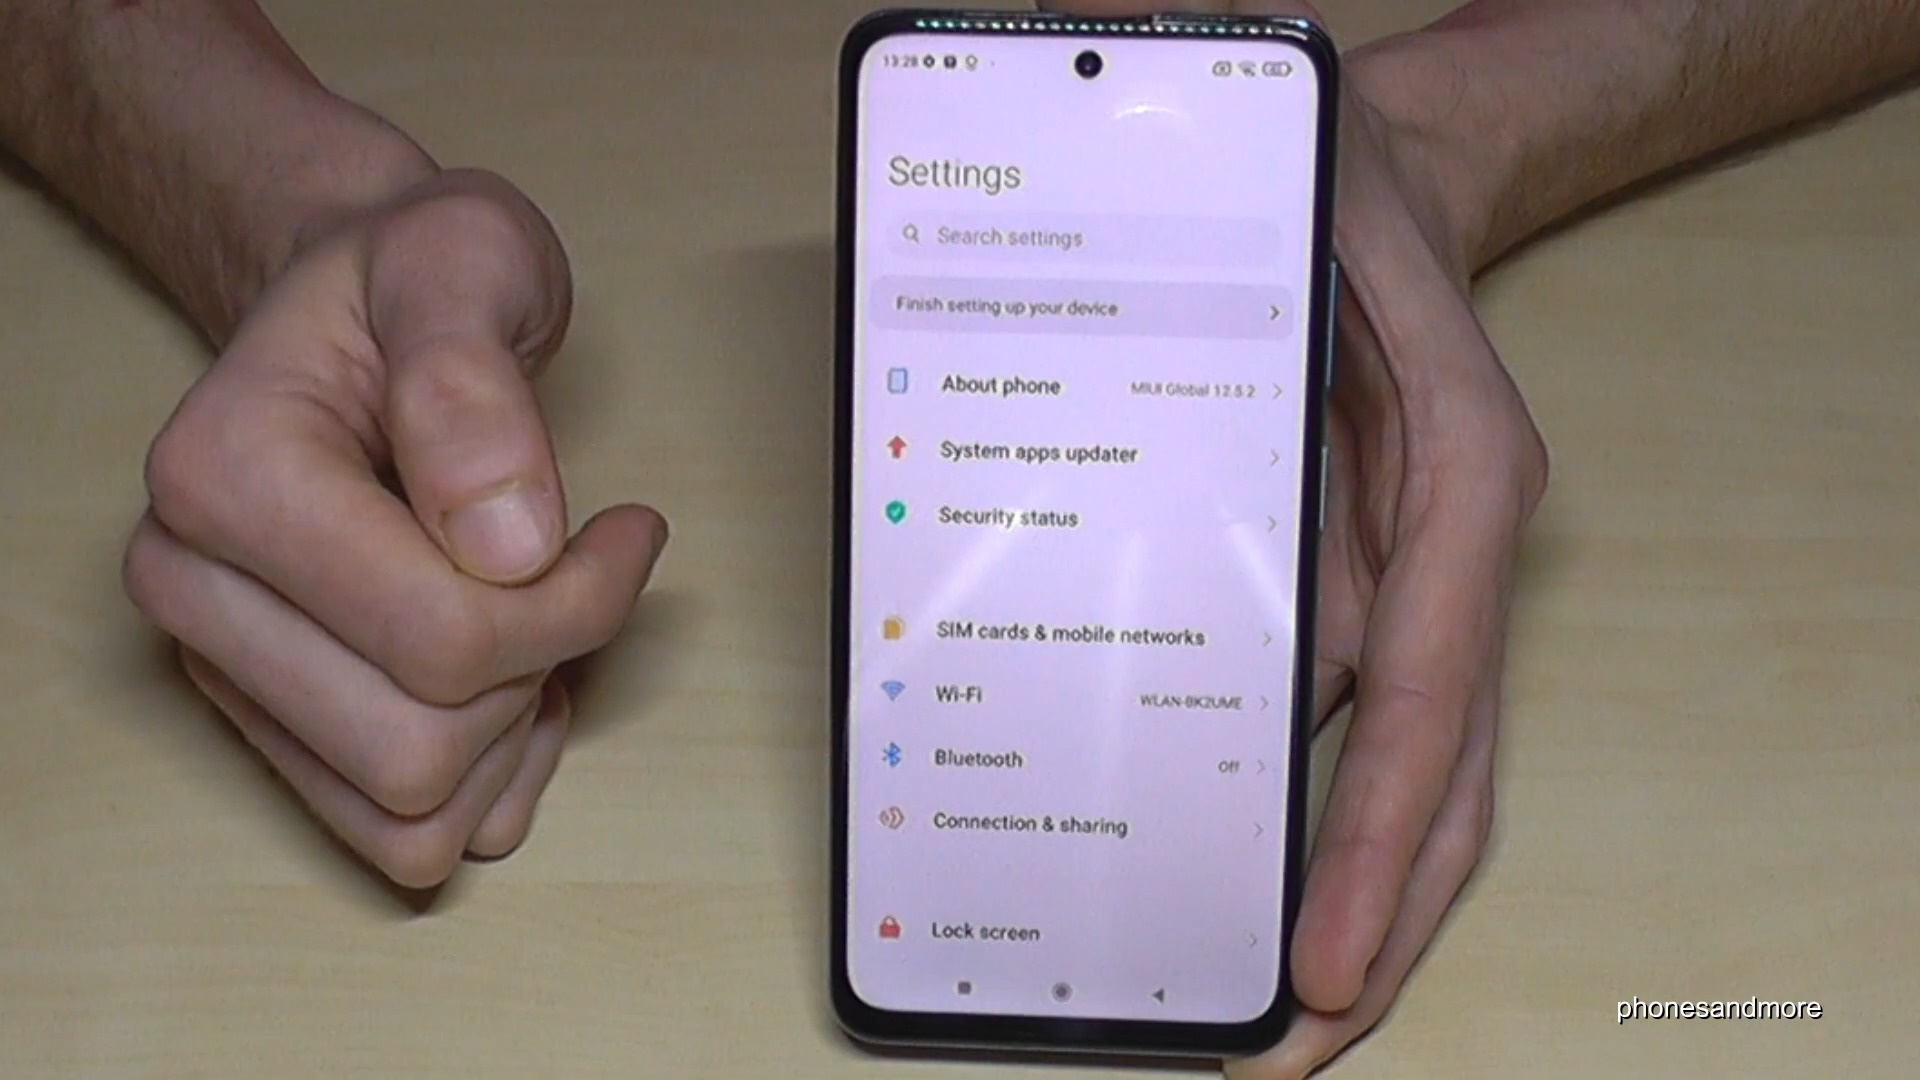 13:28
Settings
Search settings
Finish setting up your device
About phone MIUI Global 12.5.2
System apps updater
Security status
SIM cards & mobile networks
Wi-Fi WLAN-8K2UME
Bluetooth Off
Connection & sharing
Lock screen
phonesandmore